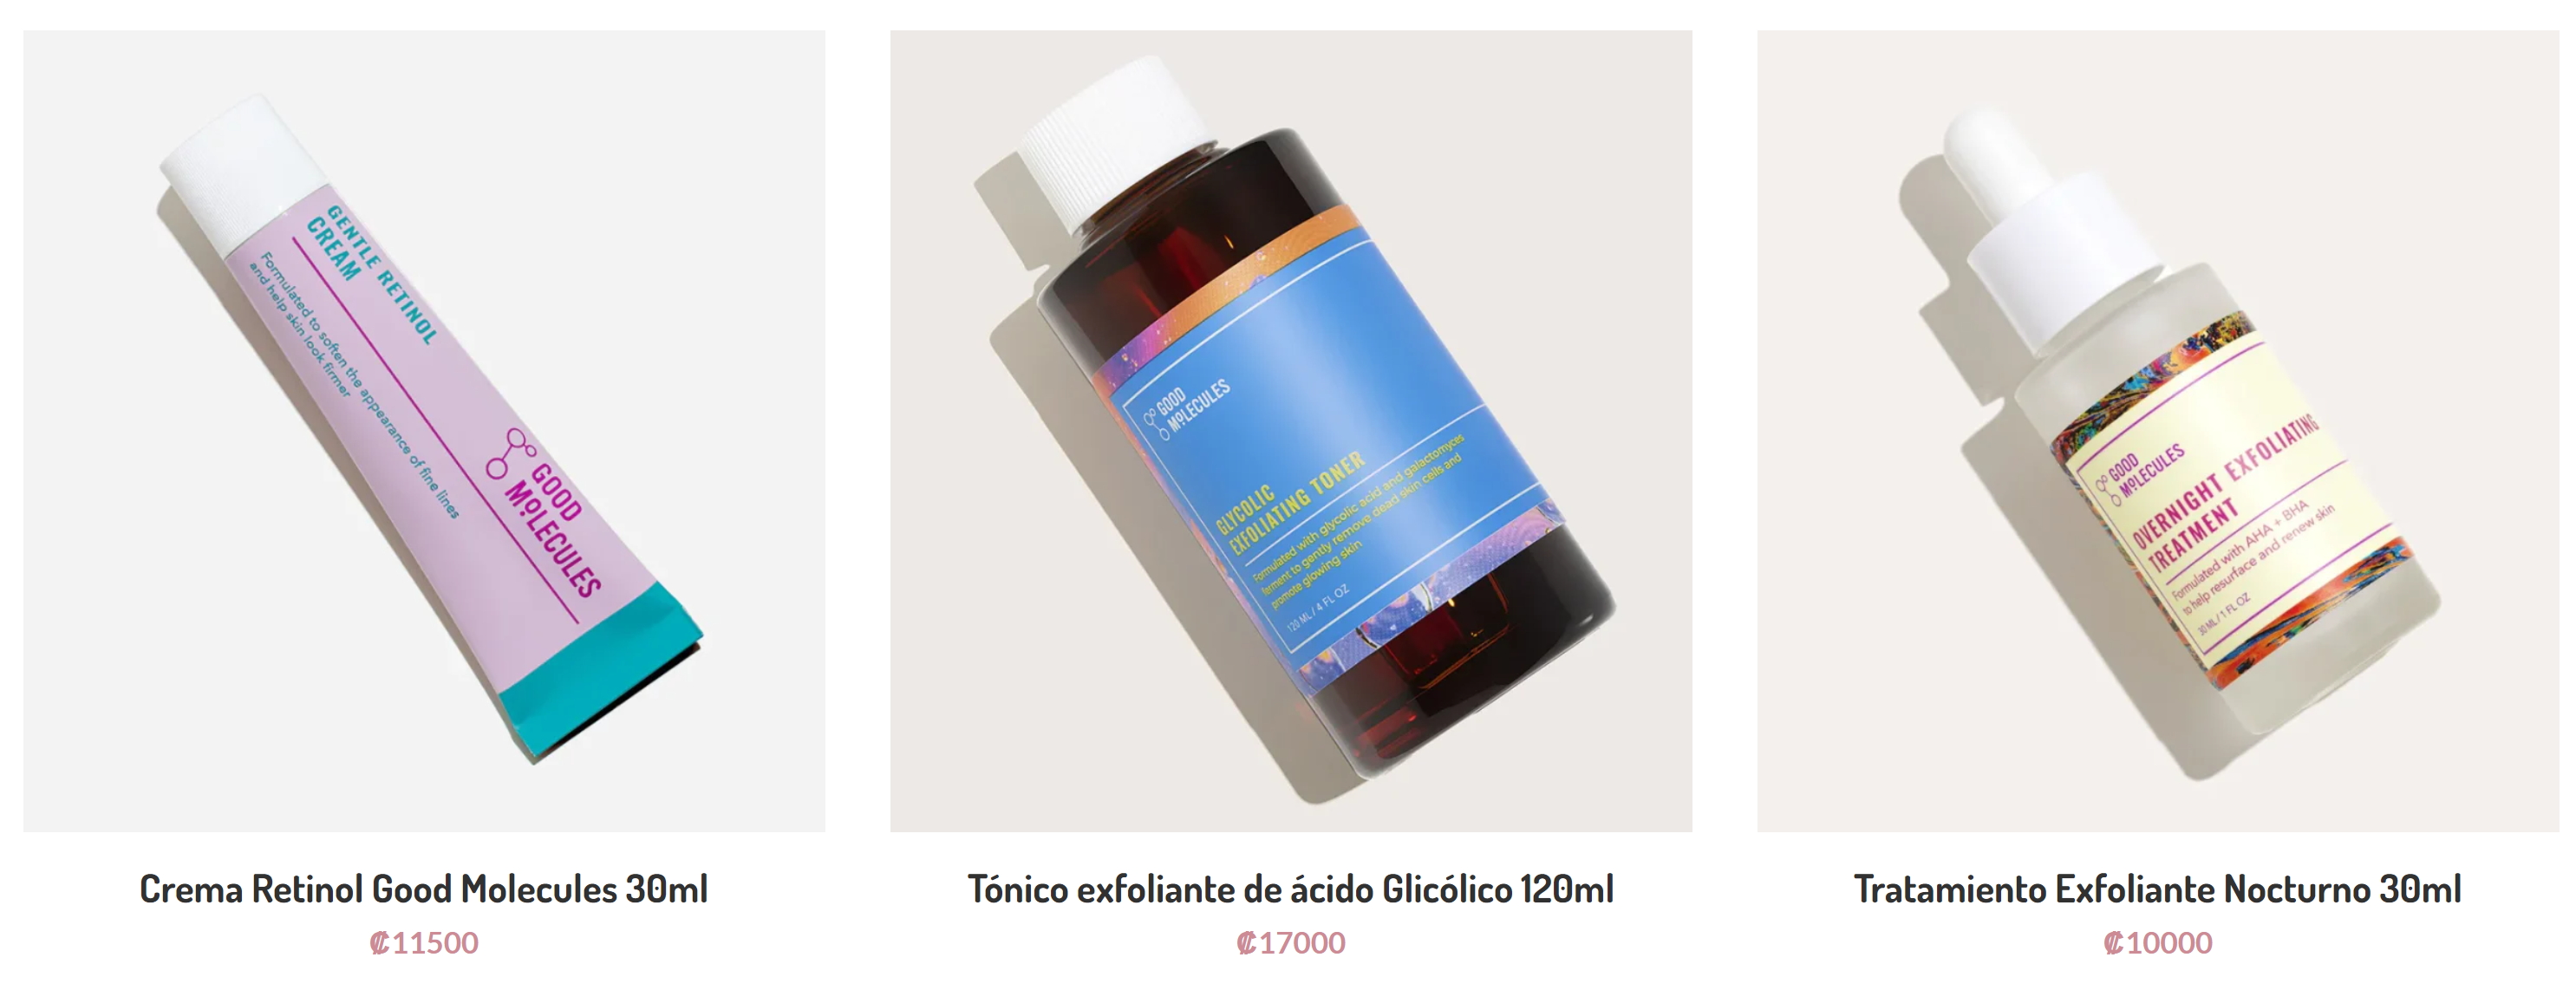 GENTLE RETINOL
CREAM
Formulated to soften the appearance of fine lines
and help skin look firmer
GOOD
MOLECULES
GOOD
MOLECULES
GLYCOLIC
EXFOLIATING TONER
Formulated with glycolic acid and galactomyces
ferment to gently remove dead skin cells and
promote glowing skin
120 ML / 4 FL OZ
GOOD
MOLECULES
OVERNIGHT EXFOLIATING
TREATMENT
Formulated with AHA + BHA
to help resurface and renew skin
30 ML / 1 FL OZ
Crema Retinol Good Molecules 30ml
₡11500
Tónico exfoliante de ácido Glicólico 120ml
₡17000
Tratamiento Exfoliante Nocturno 30ml
₡10000